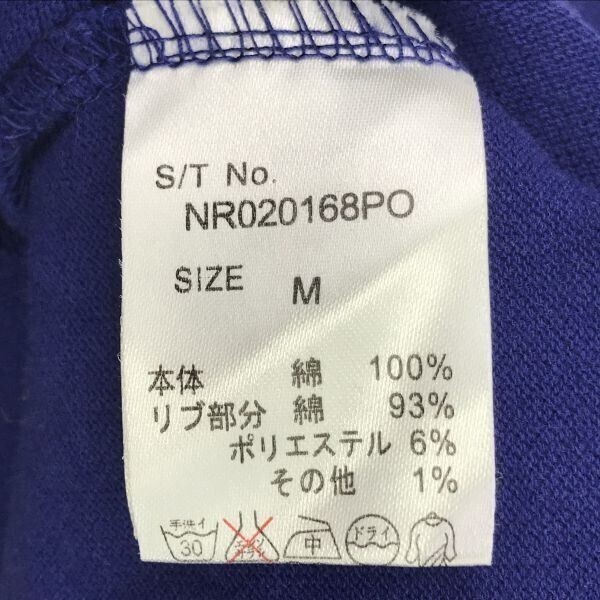 S/T No.
NR020168PO
SIZE M
本体 綿 100%
リブ部分 綿 93%
ポリエステル 6%
その他 1%
手洗イ 30 中 ドライ